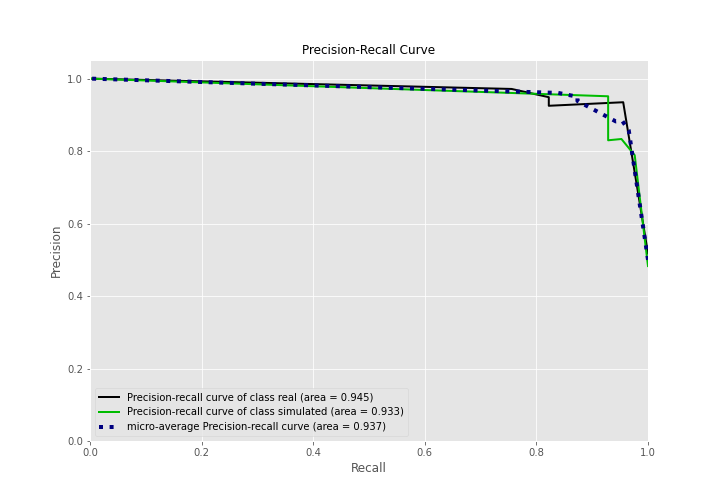 Precision-Recall Curve
1.0
0.8
0.6
0.4
0.2
0.0
Precision
Precision-recall curve of class real (area = 0.945)
Precision-recall curve of class simulated (area = 0.933)
micro-average Precision-recall curve (area = 0.937)
0.0 0.2 0.4 0.6 0.8 1.0
Recall